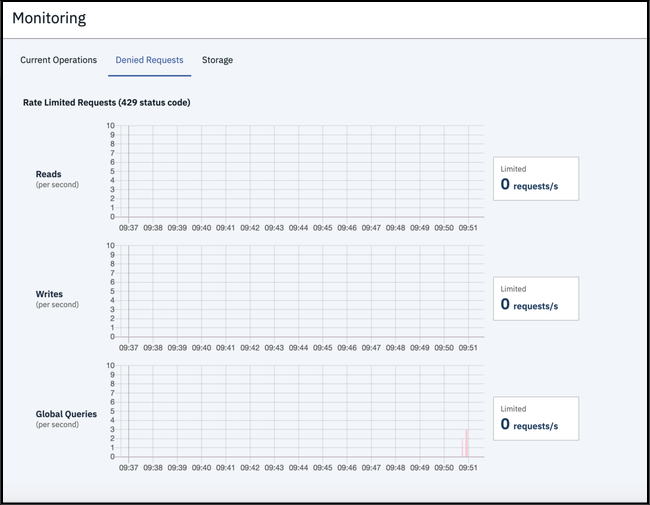 Monitoring
Current Operations Denied Requests Storage
Rate Limited Requests (429 status code)
10
9
8
7
6
5
4
3
2
1
0
Reads
(per second)
09:37 09:38 09:39 09:40 09:41 09:42 09:43 09:44 09:45 09:46 09:47 09:48 09:49 09:50 09:51
Limited
0 requests/s
10
9
8
7
6
5
4
3
2
1
0
Writes
(per second)
09:37 09:38 09:39 09:40 09:41 09:42 09:43 09:44 09:45 09:46 09:47 09:48 09:49 09:50 09:51
Limited
0 requests/s
10
9
8
7
6
5
4
3
2
1
0
Global Queries
(per second)
09:37 09:38 09:39 09:40 09:41 09:42 09:43 09:44 09:45 09:46 09:47 09:48 09:49 09:50 09:51
Limited
0 requests/s